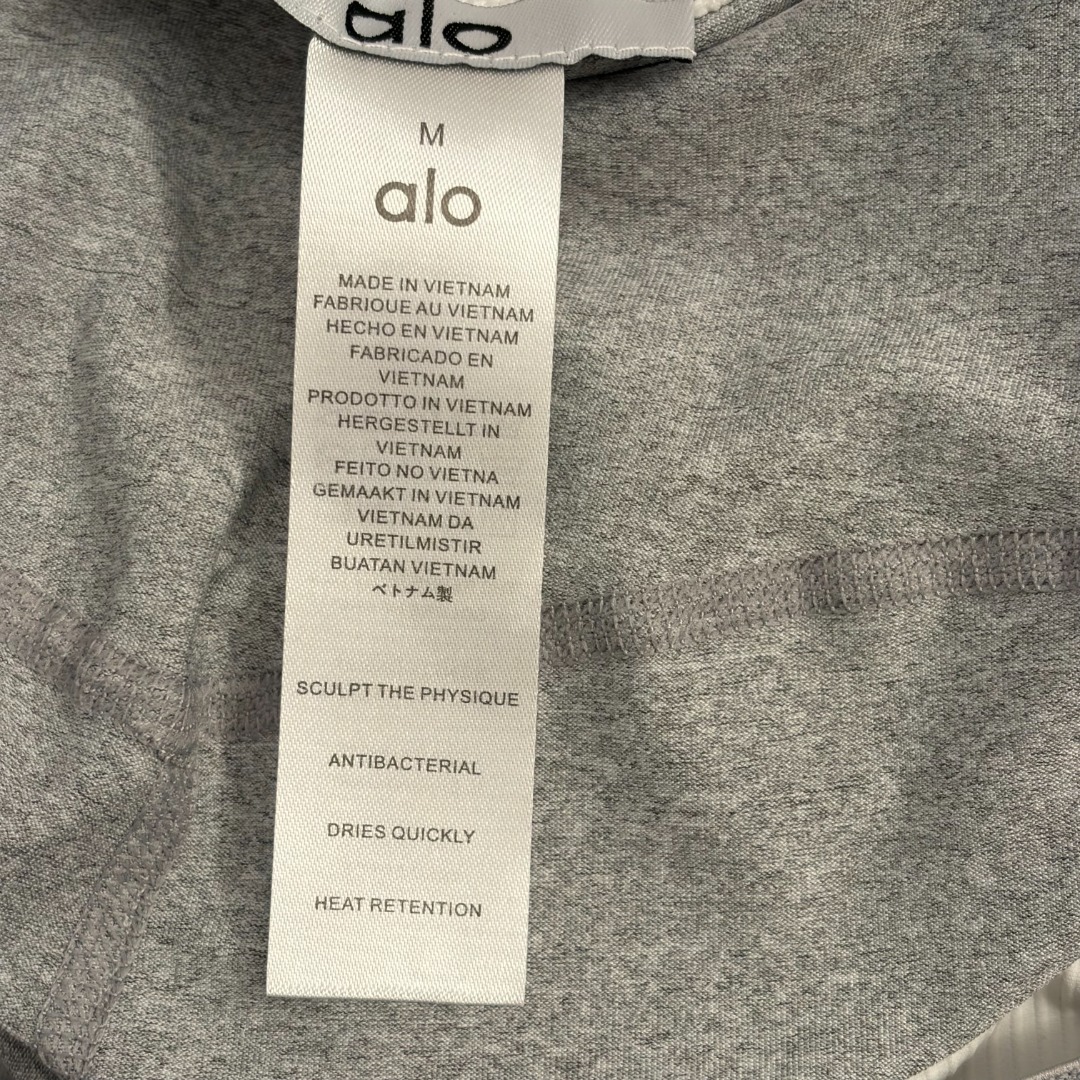 alo
M
alo
MADE IN VIETNAM
FABRIOUE AU VIETNAM
HECHO EN VIETNAM
FABRICADO EN
VIETNAM
PRODOTTO IN VIETNAM
HERGESTELLT IN
VIETNAM
FEITO NO VIETNA
GEMAAKT IN VIETNAM
VIETNAM DA
URETILMISTIR
BUATAN VIETNAM
ベトナム製
SCULPT THE PHYSIQUE
ANTIBACTERIAL
DRIES QUICKLY
HEAT RETENTION